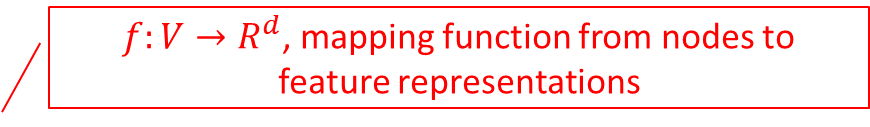 f: V → R^d, mapping function from nodes to
feature representations